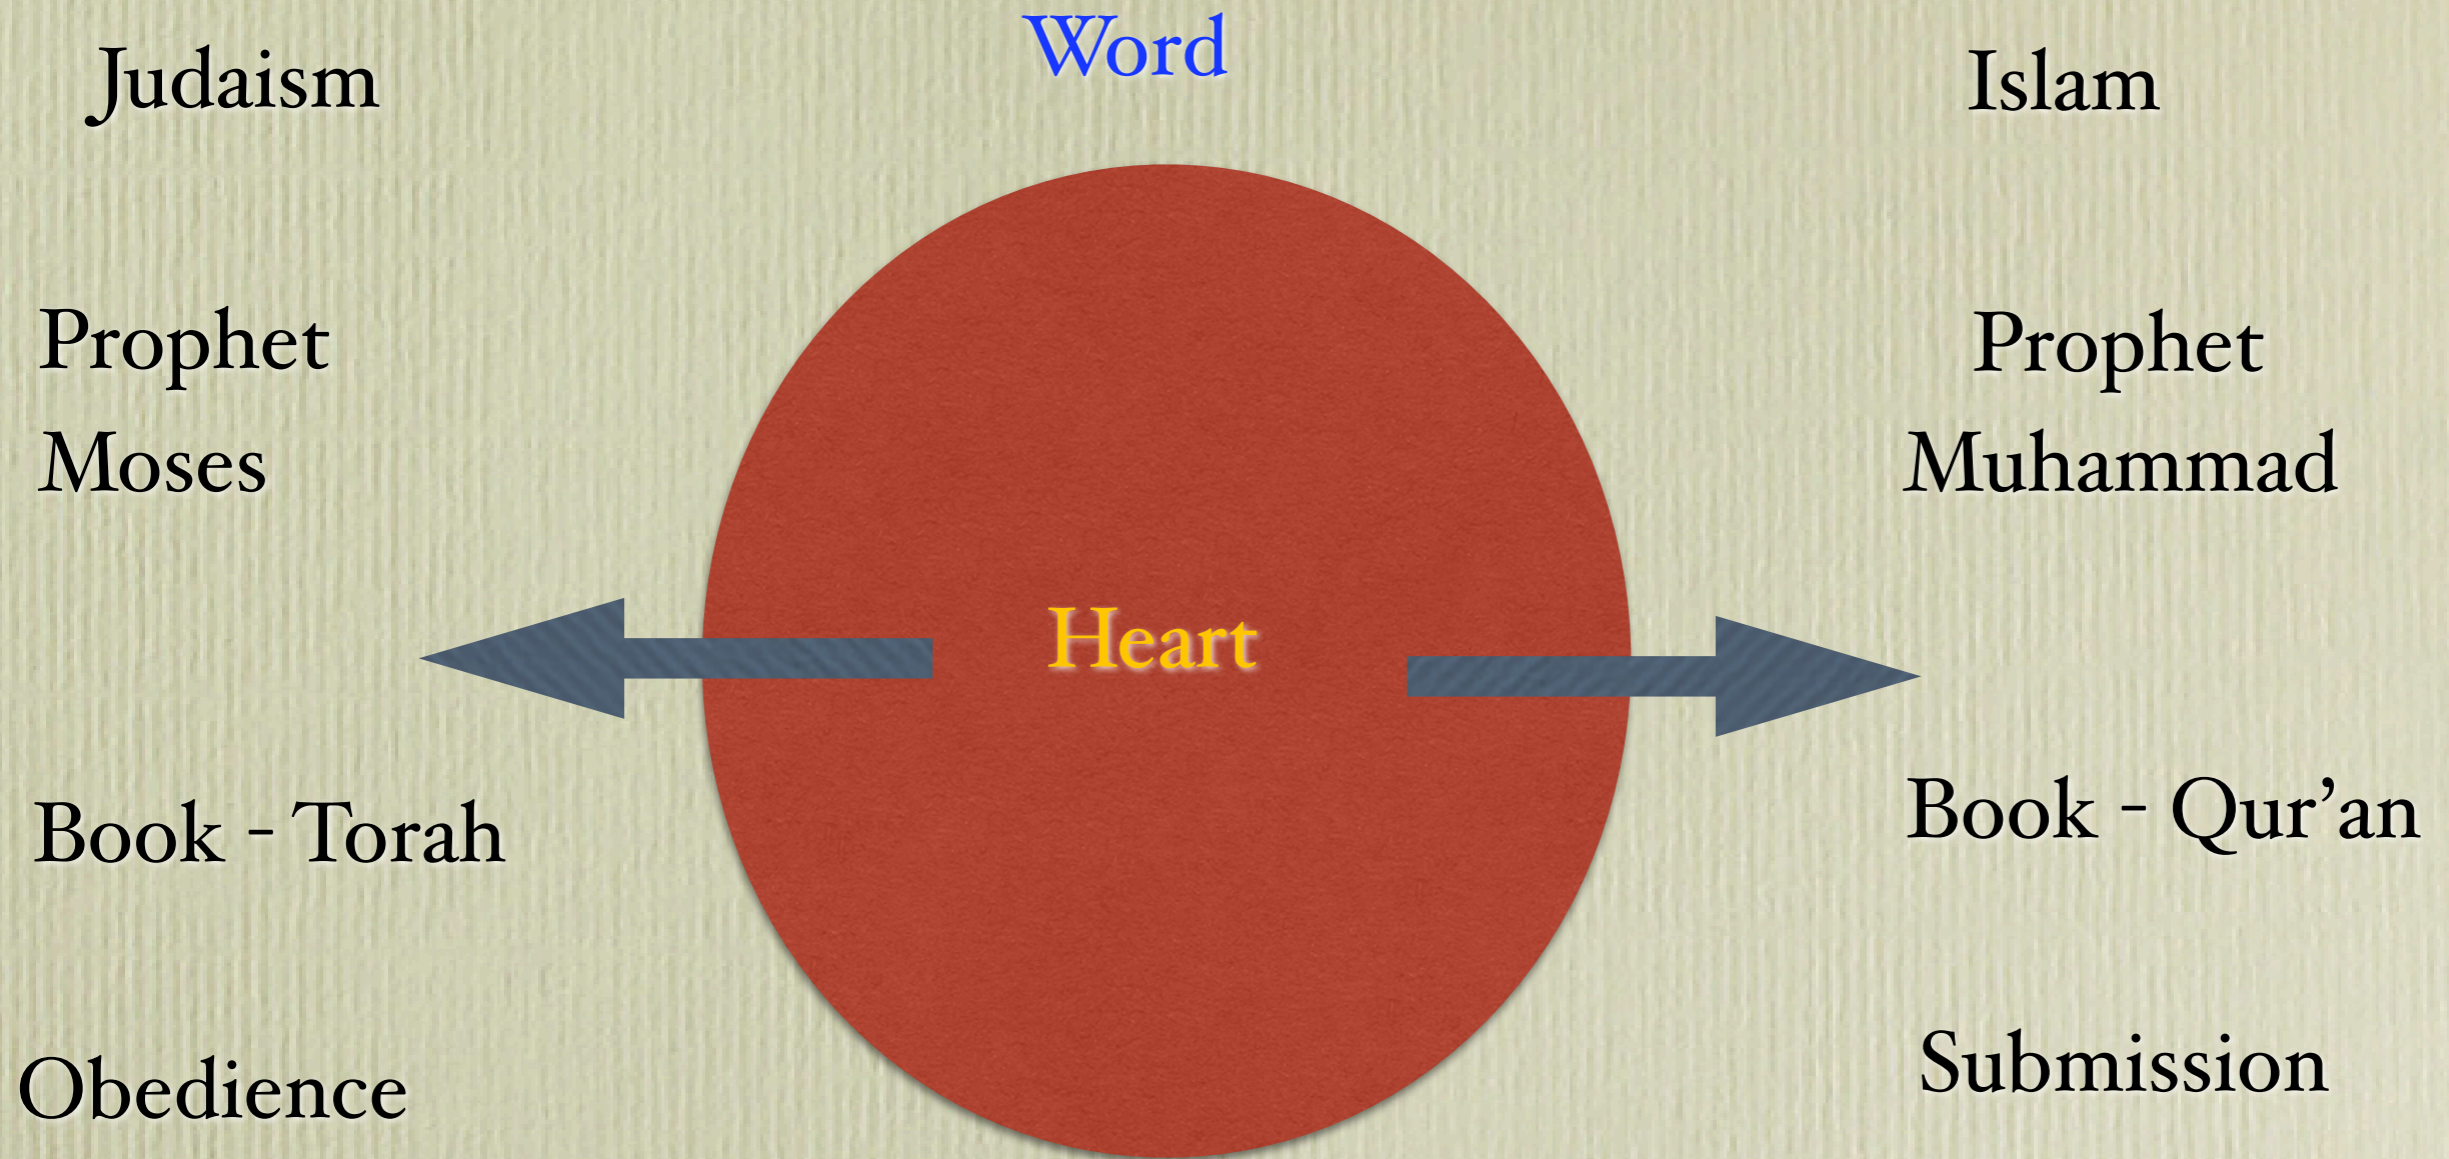 Word
Judaism
Islam
Prophet
Moses
Prophet
Muhammad
Heart
Book - Torah
Book - Qur’an
Obedience
Submission